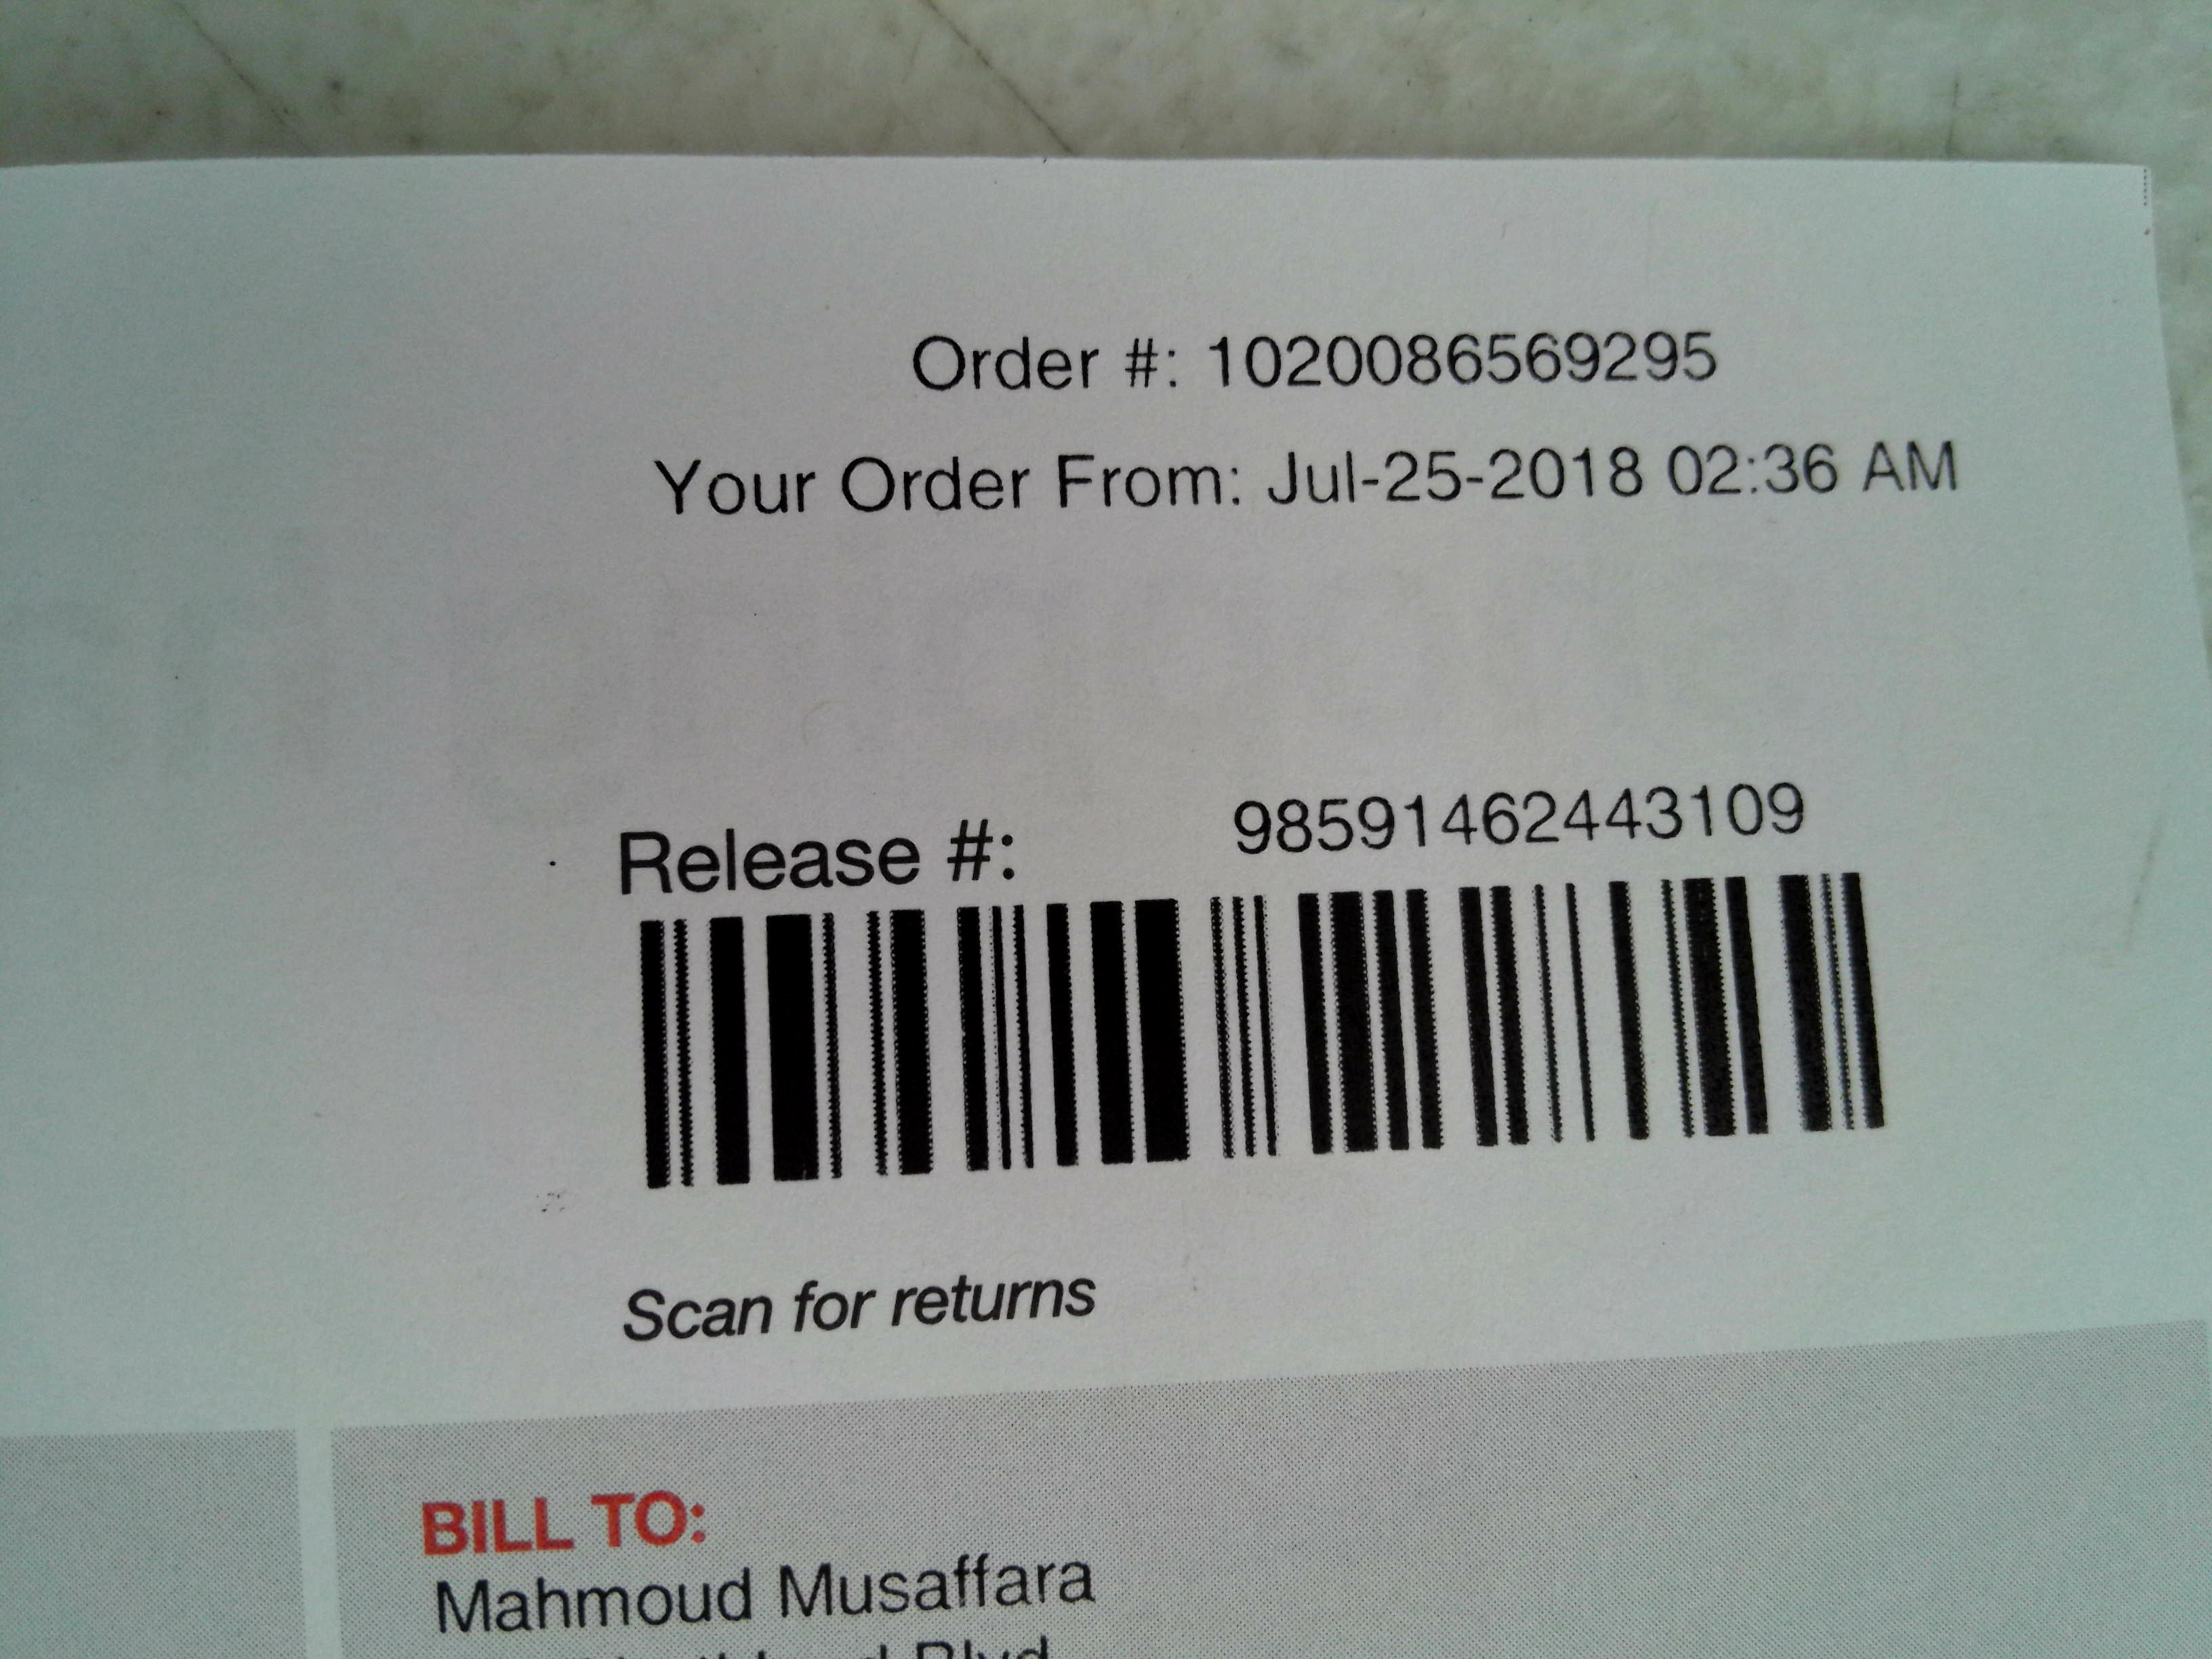 Order #: 1020086569295
Your Order From: Jul-25-2018 02:36 AM
Release #: 98591462443109
Scan for returns
BILL TO:
Mahmoud Musaffara
Blvd